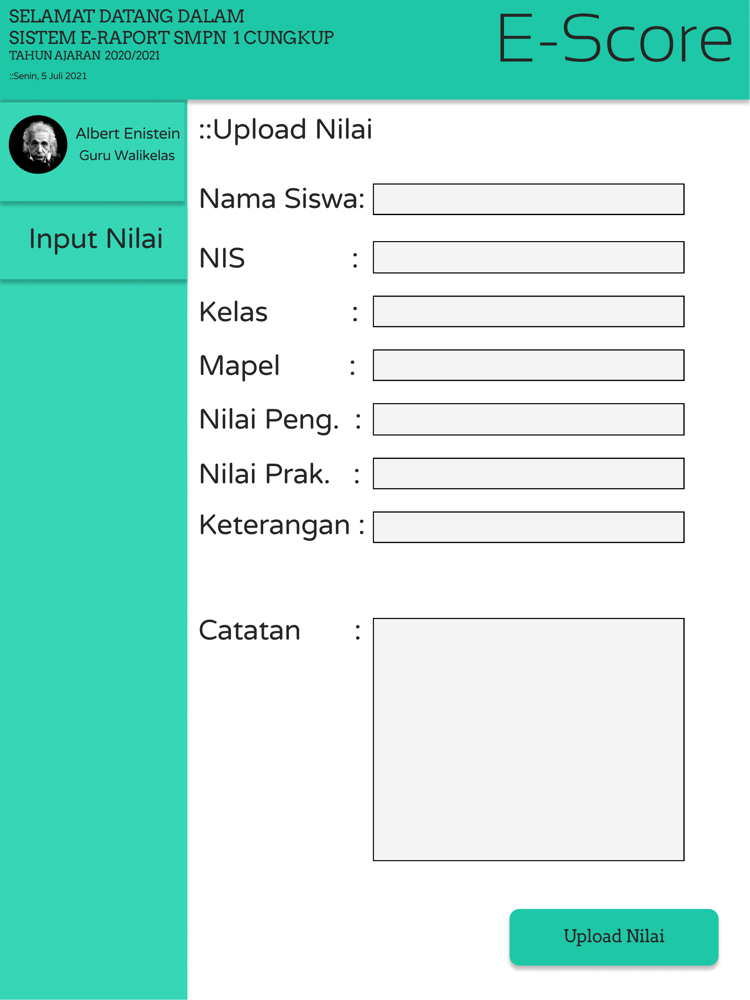 SELAMAT DATANG DALAM
SISTEM E-RAPORT SMPN 1 CUNGKUP
TAHUN AJARAN 2020/2021
::Senin, 5 Juli 2021
E-Score
Albert Enistein
Guru Walikelas
Input Nilai
::Upload Nilai
Nama Siswa:
NIS :
Kelas :
Mapel :
Nilai Peng. :
Nilai Prak. :
Keterangan :
Catatan :
Upload Nilai